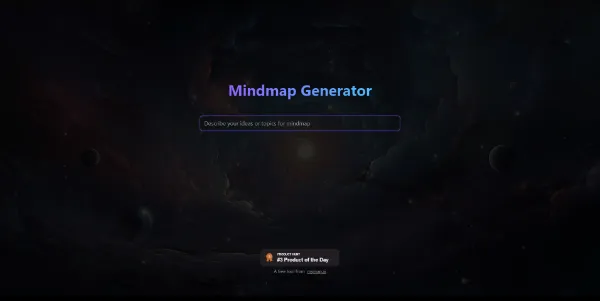 Mindmap Generator
Describe your ideas or topics for mindmap
PRODUCT HUNT
#3 Product of the Day
A free tool from